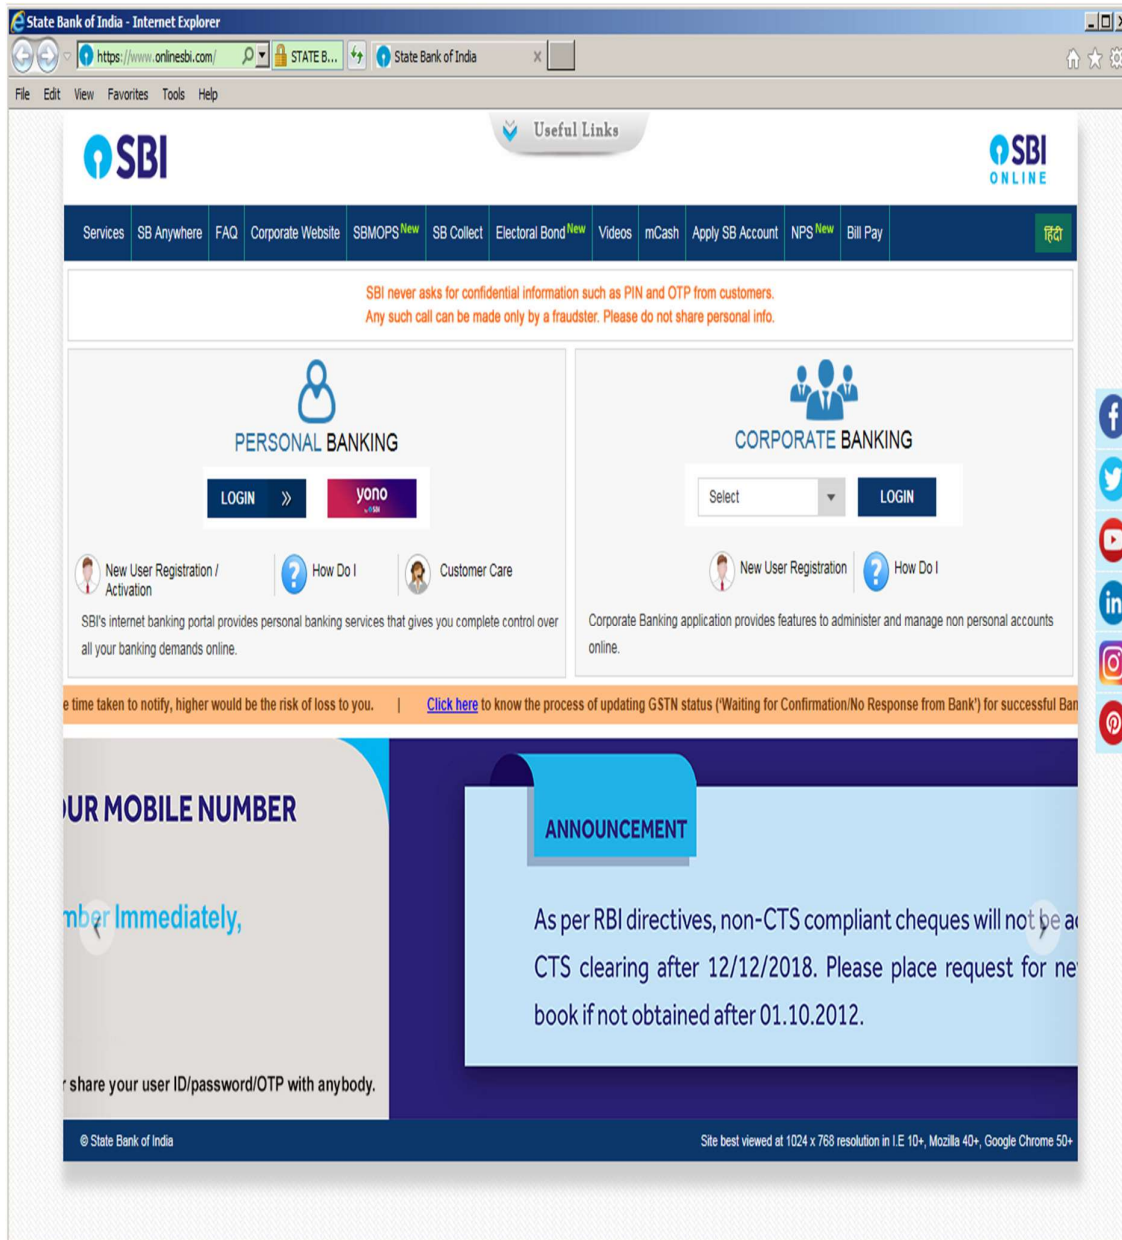 State Bank of India - Internet Explorer
https://www.onlinesbi.com/
STATE B...
State Bank of India
File Edit View Favorites Tools Help
SBI
Useful Links
SBI
ONLINE
Services SB Anywhere FAQ Corporate Website SBMOPS New SB Collect Electoral Bond New Videos mCash Apply SB Account NPS New Bill Pay हिंदी
SBI never asks for confidential information such as PIN and OTP from customers.
Any such call can be made only by a fraudster. Please do not share personal info.
PERSONAL BANKING
LOGIN
yono
by SBI
New User Registration /
Activation
How Do I
Customer Care
SBI's internet banking portal provides personal banking services that gives you complete control over
all your banking demands online.
CORPORATE BANKING
Select
LOGIN
New User Registration
How Do I
Corporate Banking application provides features to administer and manage non personal accounts
online.
e time taken to notify, higher would be the risk of loss to you. | Click here to know the process of updating GSTN status ('Waiting for Confirmation/No Response from Bank') for successful Ban
UR MOBILE NUMBER
mber Immediately,
r share your user ID/password/OTP with anybody.
ANNOUNCEMENT
As per RBI directives, non-CTS compliant cheques will not be a
CTS clearing after 12/12/2018. Please place request for ne
book if not obtained after 01.10.2012.
© State Bank of India
Site best viewed at 1024 x 768 resolution in I.E 10+, Mozilla 40+, Google Chrome 50+